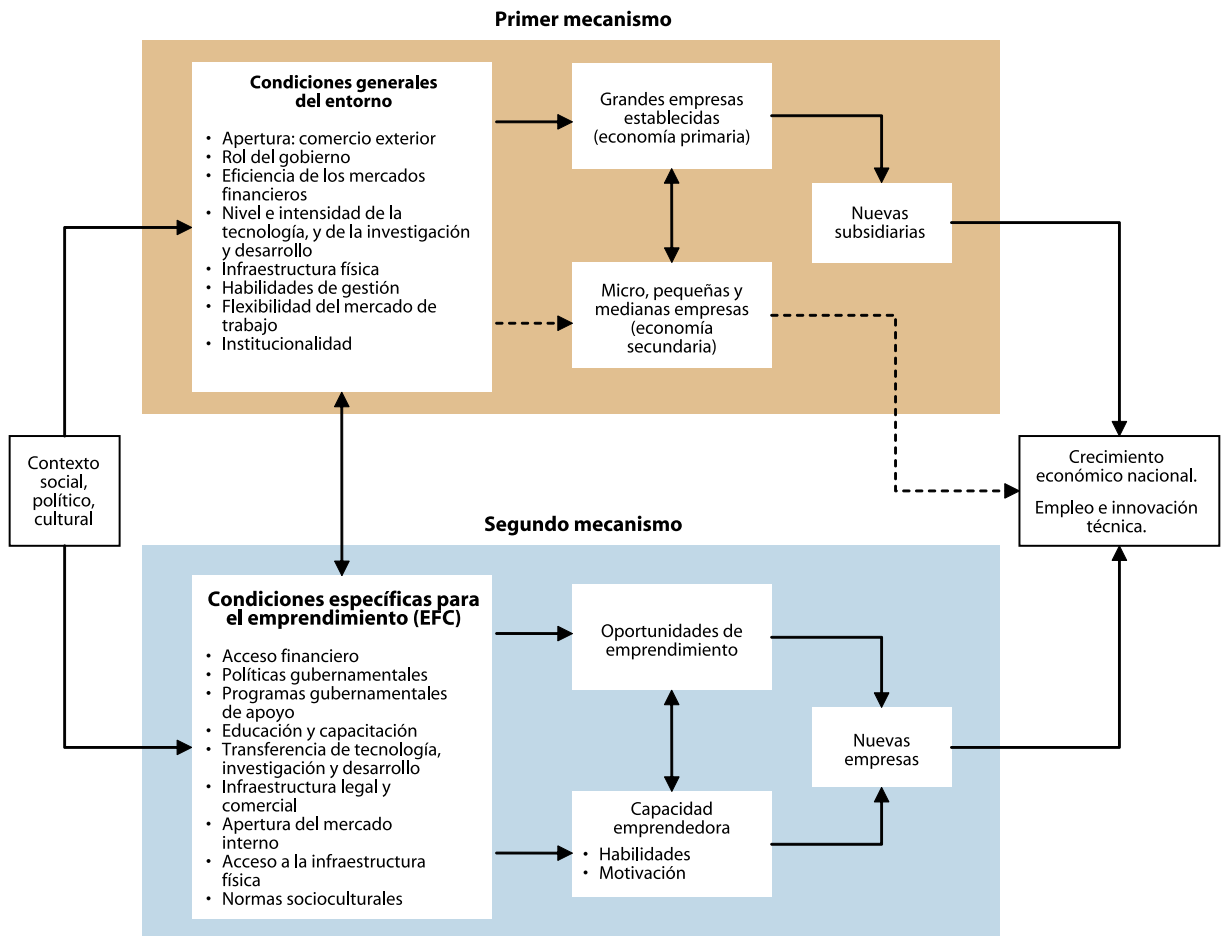 Primer mecanismo
Condiciones generales
del entorno
• Apertura: comercio exterior
• Rol del gobierno
• Eficiencia de los mercados
financieros
• Nivel e intensidad de la
tecnología, y de la investigación
y desarrollo
• Infraestructura física
• Habilidades de gestión
• Flexibilidad del mercado de
trabajo
• Institucionalidad
Grandes empresas
establecidas
(economía primaria)
Nuevas
subsidiarias
Micro, pequeñas y
medianas empresas
(economía
secundaria)
Contexto
social,
político,
cultural
Crecimiento
económico nacional.
Empleo e innovación
técnica.
Segundo mecanismo
Condiciones específicas para
el emprendimiento (EFC)
• Acceso financiero
• Políticas gubernamentales
• Programas gubernamentales
de apoyo
• Educación y capacitación
• Transferencia de tecnología,
investigación y desarrollo
• Infraestructura legal y
comercial
• Apertura del mercado
interno
• Acceso a la infraestructura
física
• Normas socioculturales
Oportunidades de
emprendimiento
Nuevas
empresas
Capacidad
emprendedora
• Habilidades
• Motivación